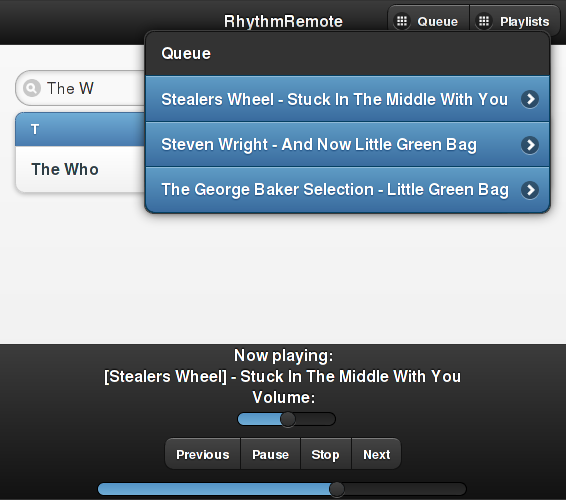 RhythmRemote
Queue
Playlists
Queue
The W
Stealers Wheel - Stuck In The Middle With You
T
Steven Wright - And Now Little Green Bag
The Who
The George Baker Selection - Little Green Bag
Now playing:
[Stealers Wheel] - Stuck In The Middle With You
Volume:
Previous
Pause
Stop
Next